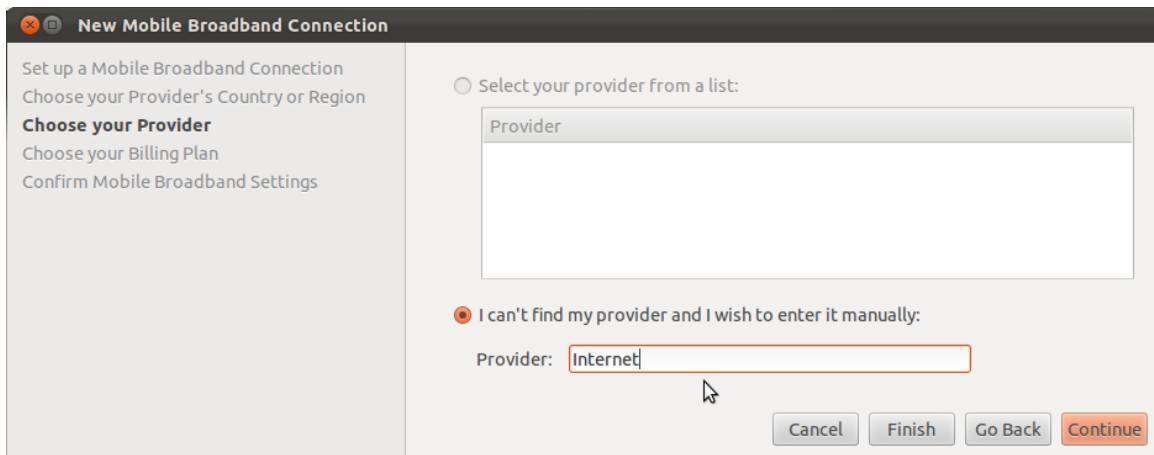 New Mobile Broadband Connection
Set up a Mobile Broadband Connection
Choose your Provider's Country or Region
Choose your Provider
Choose your Billing Plan
Confirm Mobile Broadband Settings
Select your provider from a list:
Provider
I can't find my provider and I wish to enter it manually:
Provider: Internet
Cancel Finish Go Back Continue